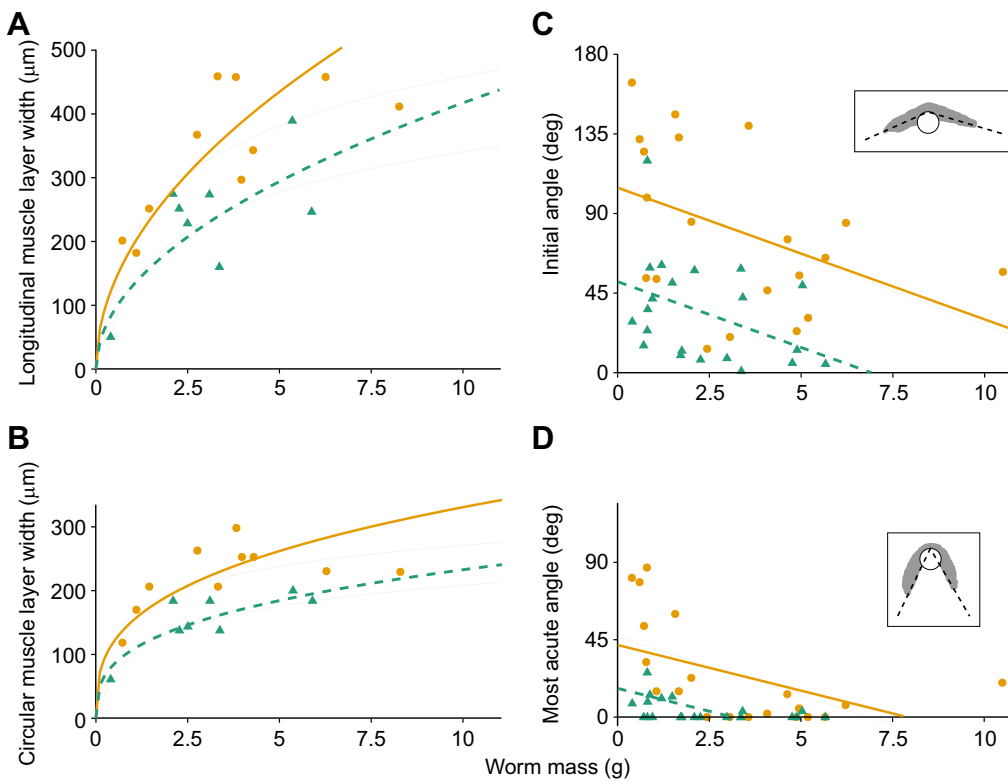 A
Longitudinal muscle layer width (μm)
500
400
300
200
100
0
0 2.5 5 7.5 10
B
Circular muscle layer width (μm)
300
200
100
0
0 2.5 5 7.5 10
C
Initial angle (deg)
180
135
90
45
0
0 2.5 5 7.5 10
D
Most acute angle (deg)
90
45
0
0 2.5 5 7.5 10
Worm mass (g)